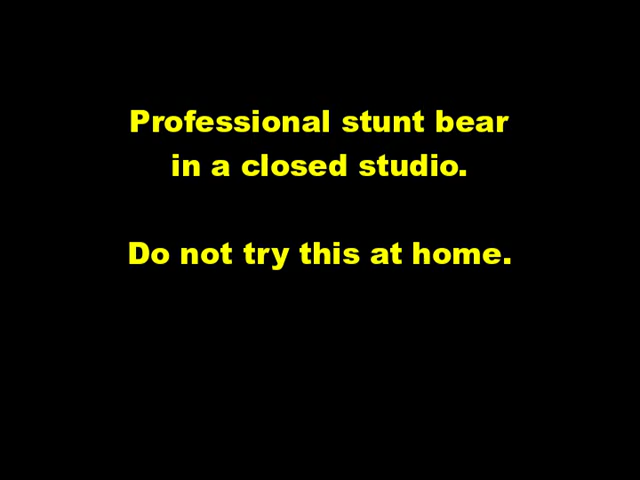 Professional stunt bear
in a closed studio.
Do not try this at home.